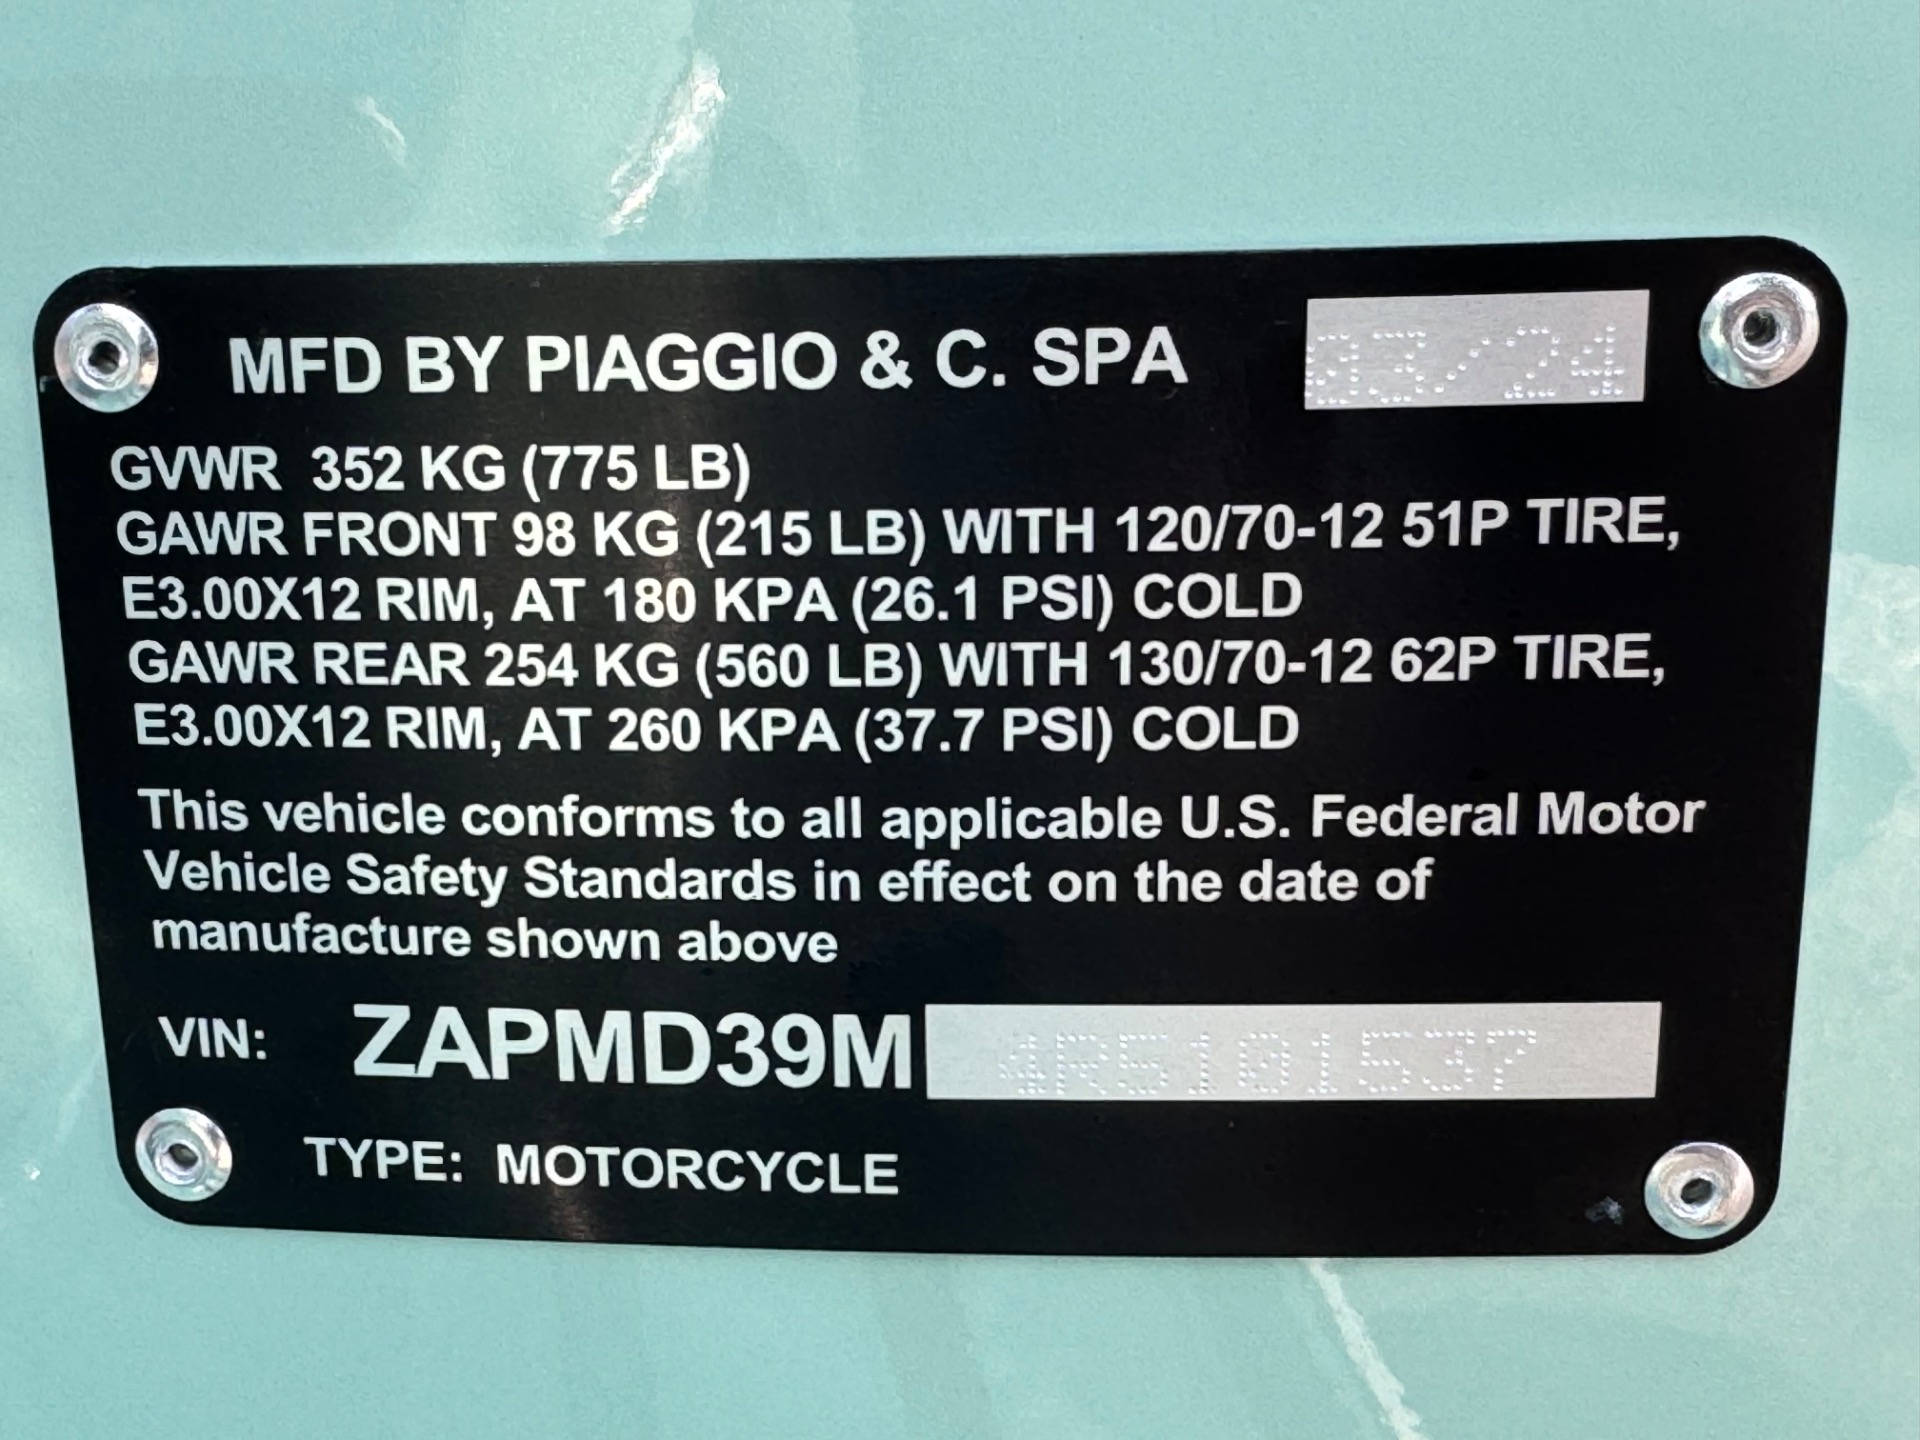 MFD BY PIAGGIO & C. SPA 03/24
GVWR 352 KG (775 LB)
GAWR FRONT 98 KG (215 LB) WITH 120/70-12 51P TIRE,
E3.00X12 RIM, AT 180 KPA (26.1 PSI) COLD
GAWR REAR 254 KG (560 LB) WITH 130/70-12 62P TIRE,
E3.00X12 RIM, AT 260 KPA (37.7 PSI) COLD
This vehicle conforms to all applicable U.S. Federal Motor
Vehicle Safety Standards in effect on the date of
manufacture shown above
VIN: ZAPMD39M 4R5101537
TYPE: MOTORCYCLE